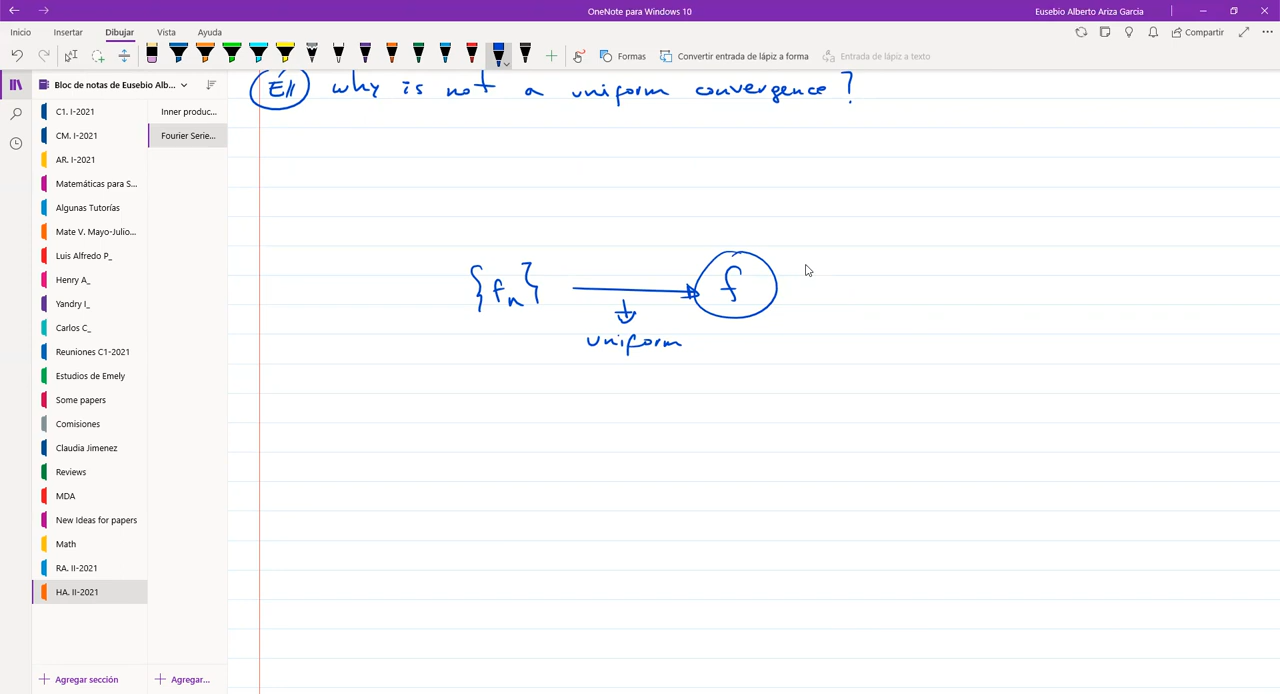 OneNote para Windows 10
Eusebio Alberto Ariza Garcia
Inicio Insertar Dibujar Vista Ayuda
Compartir
Formas Convertir entrada de lápiz a forma Entrada de lápiz a texto
Bloc de notas de Eusebio Alb...
C1. I-2021
CM. I-2021
AR. I-2021
Matemáticas para S...
Algunas Tutorías
Mate V. Mayo-Julio...
Luis Alfredo P_
Henry A_
Yandry I_
Carlos C_
Reuniones C1-2021
Estudios de Emely
Some papers
Comisiones
Claudia Jimenez
Reviews
MDA
New Ideas for papers
Math
RA. II-2021
HA. II-2021
Agregar sección
Inner produc...
Fourier Serie...
Agregar...
why is not a uniform convergence?
{fn} f
uniform